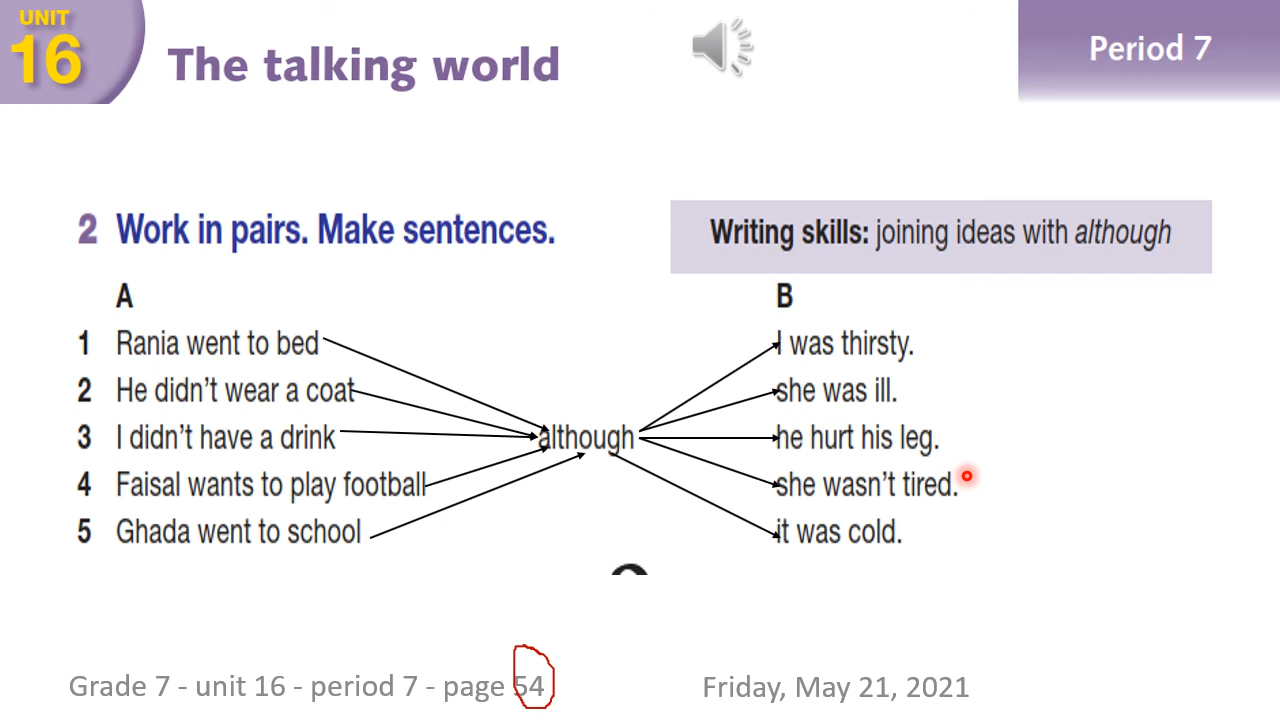 UNIT
16
The talking world
Period 7
2 Work in pairs. Make sentences.
Writing skills: joining ideas with although
A
B
1 Rania went to bed
I was thirsty.
2 He didn't wear a coat
she was ill.
3 I didn't have a drink
although
he hurt his leg.
4 Faisal wants to play football
she wasn't tired.
5 Ghada went to school
it was cold.
Grade 7 - unit 16 - period 7 - page 54
Friday, May 21, 2021